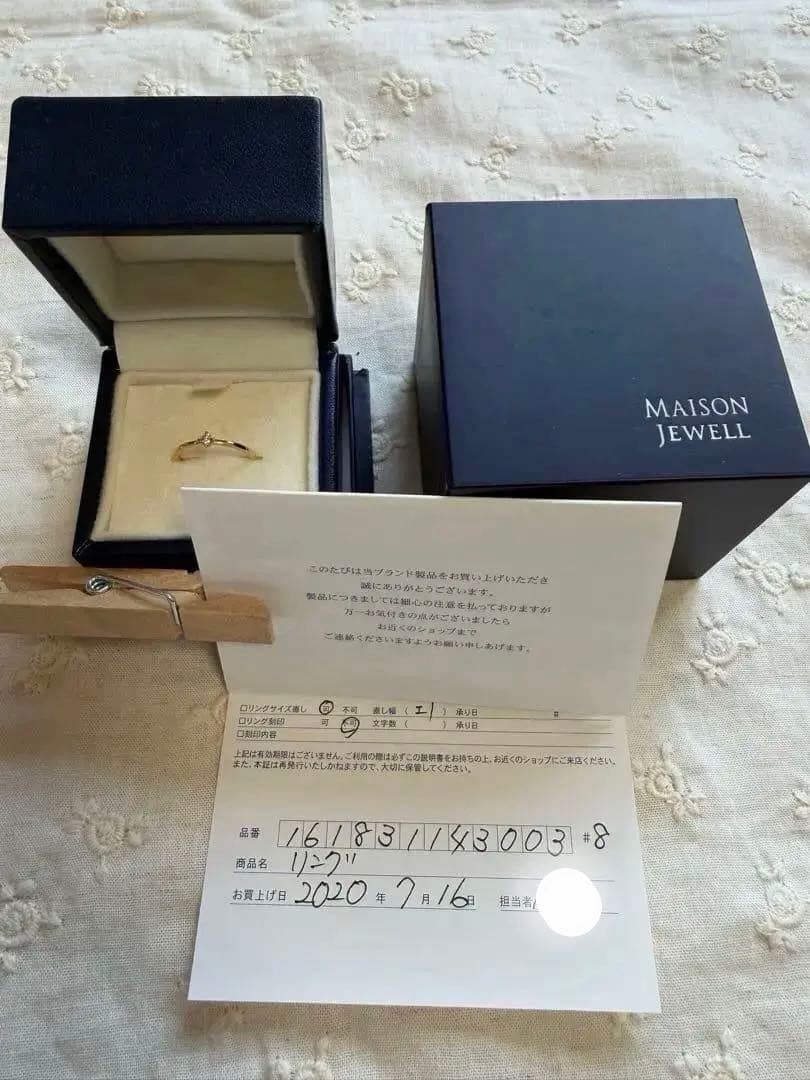 MAISON
JEWELL
このたびは当ブランド製品をお買い上げいただき
誠にありがとうございます。
製品につきましては細心の注意を払っておりますが
万一お気付きの点がございましたら
お近くのショップまで
ご連絡くださいますようお願い申しあげます。
□リングサイズ直し 可 不可 直し幅 ( ±1 ) 承り日 #
□リング刻印 可 不可 文字数 ( ) 承り日
□刻印内容
上記は有効期限はございません。ご利用の際は必ずこの説明書をお持ちの上、お近くのショップにご来店ください。
また、本証は再発行いたしかねますので、大切に保管してください。
品番 161831143003 #8
商品名 リング
お買上げ日 2020 年 7 月 16 日 担当者